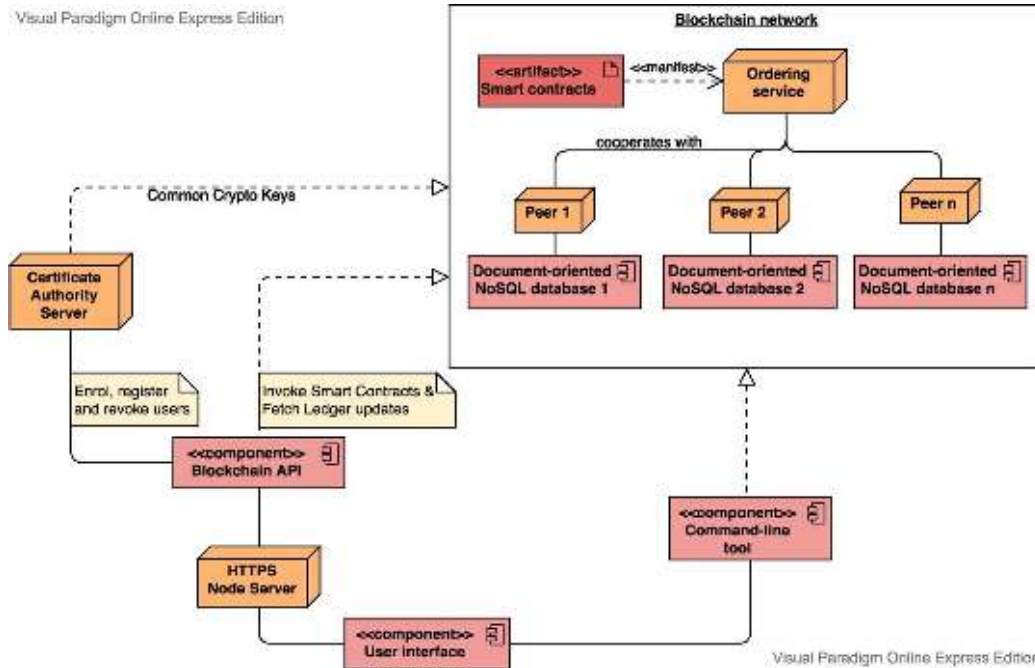 Visual Paradigm Online Express Edition
Blockchain network
<<artifact>>
Smart contracts
<<manifest>>
Ordering
service
cooperates with
Common Crypto Keys
Peer 1
Peer 2
Peer n
Certificate
Authority
Server
Document-oriented
NoSQL database 1
Document-oriented
NoSQL database 2
Document-oriented
NoSQL database n
Enrol, register
and revoke users
Invoke Smart Contracts &
Fetch Ledger updates
<<component>>
Blockchain API
<<component>>
Command-line
tool
HTTPS
Node Server
<<component>>
User interface
Visual Paradigm Online Express Edition